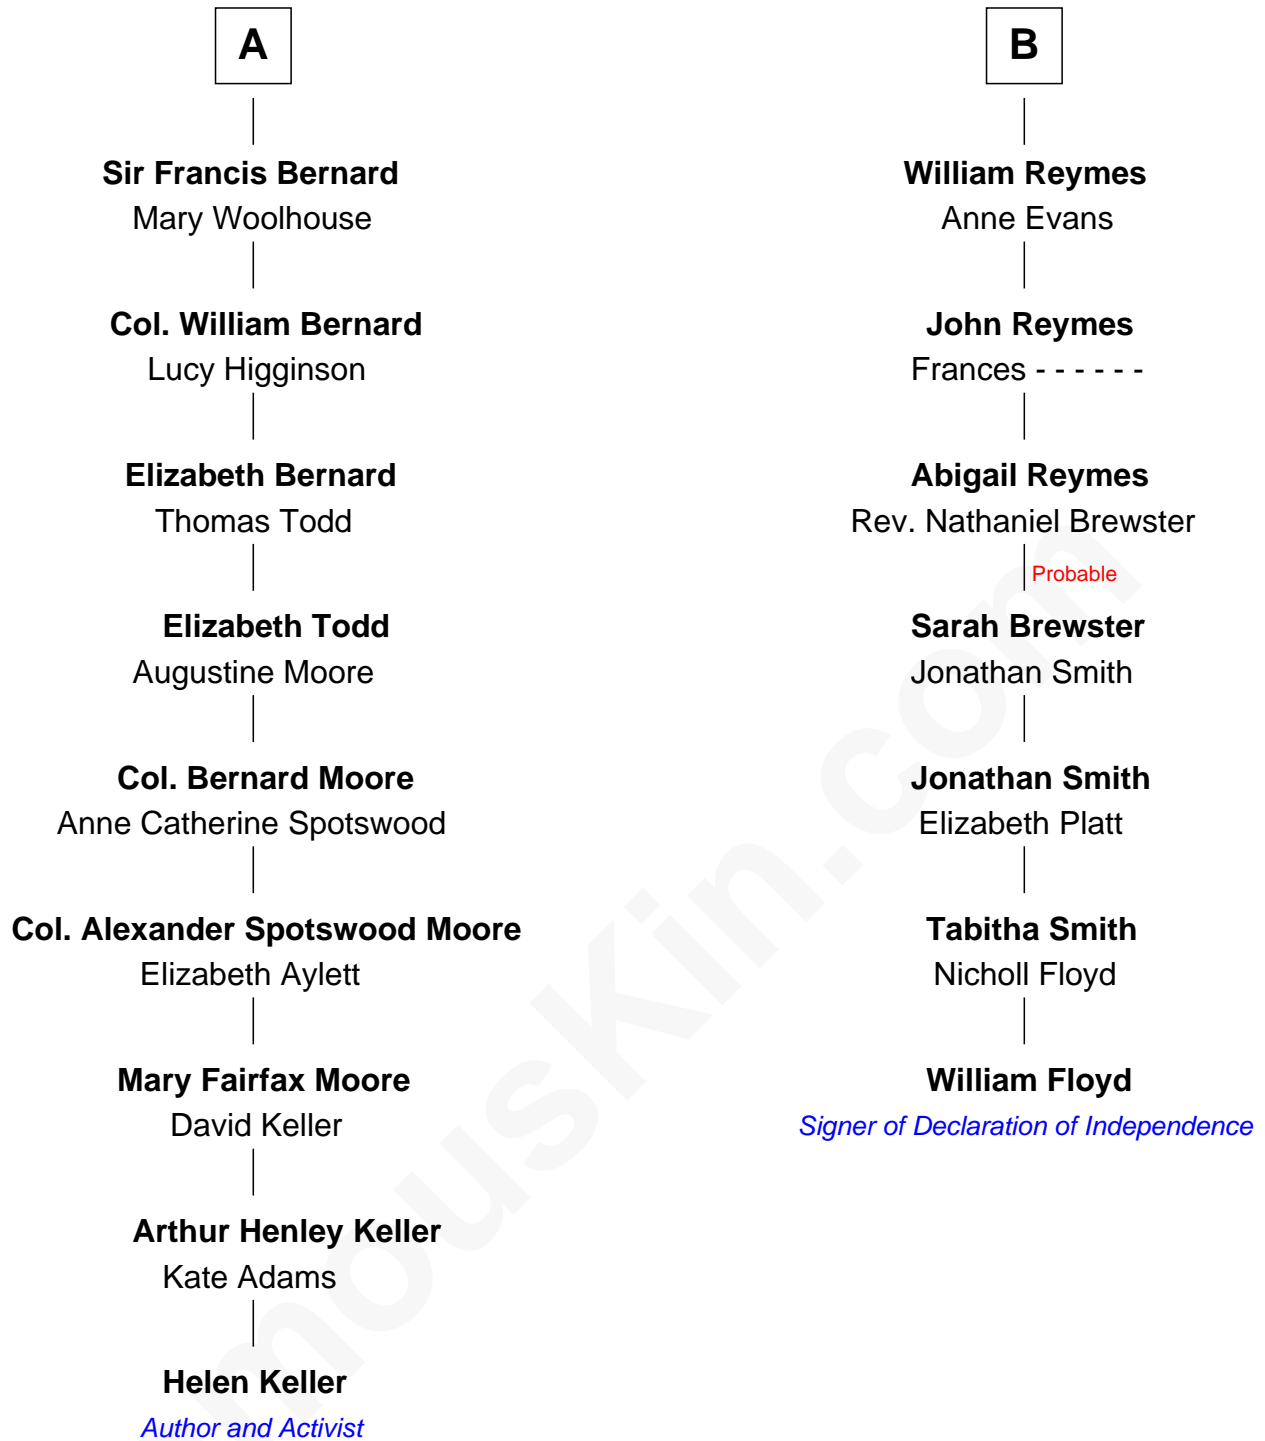 A
Sir Francis Bernard
Mary Woolhouse
Col. William Bernard
Lucy Higginson
Elizabeth Bernard
Thomas Todd
Elizabeth Todd
Augustine Moore
Col. Bernard Moore
Anne Catherine Spotswood
Col. Alexander Spotswood Moore
Elizabeth Aylett
Mary Fairfax Moore
David Keller
Arthur Henley Keller
Kate Adams
Helen Keller
Author and Activist
B
William Reymes
Anne Evans
John Reymes
Frances - - - - - -
Abigail Reymes
Rev. Nathaniel Brewster
Probable
Sarah Brewster
Jonathan Smith
Jonathan Smith
Elizabeth Platt
Tabitha Smith
Nicholl Floyd
William Floyd
Signer of Declaration of Independence
mousKin.com